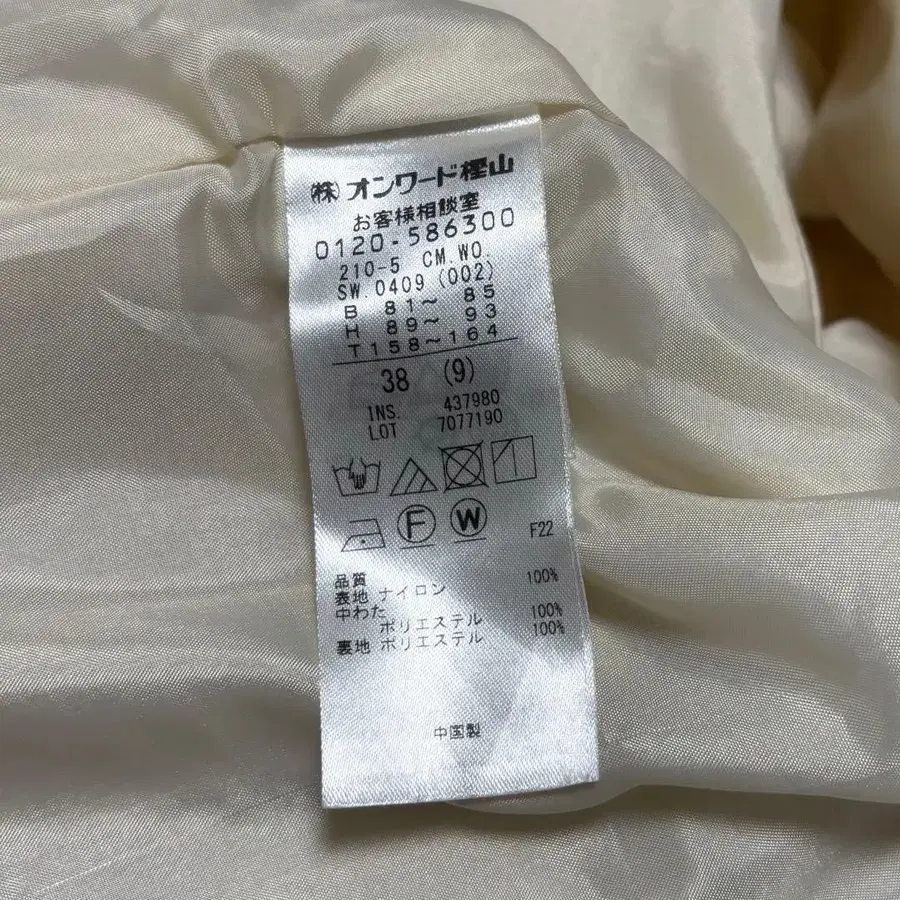 ㈱オンワード樫山
お客様相談室
0120-586300
210-5 CM.WO.
SW.0409 (002)
B 81〜 85
H 89〜 93
T158〜164
38 (9)
INS. 437980
LOT 7077190
F W F22
品質
表地 ナイロン 100%
中わた
ポリエステル 100%
裏地 ポリエステル 100%
中国製